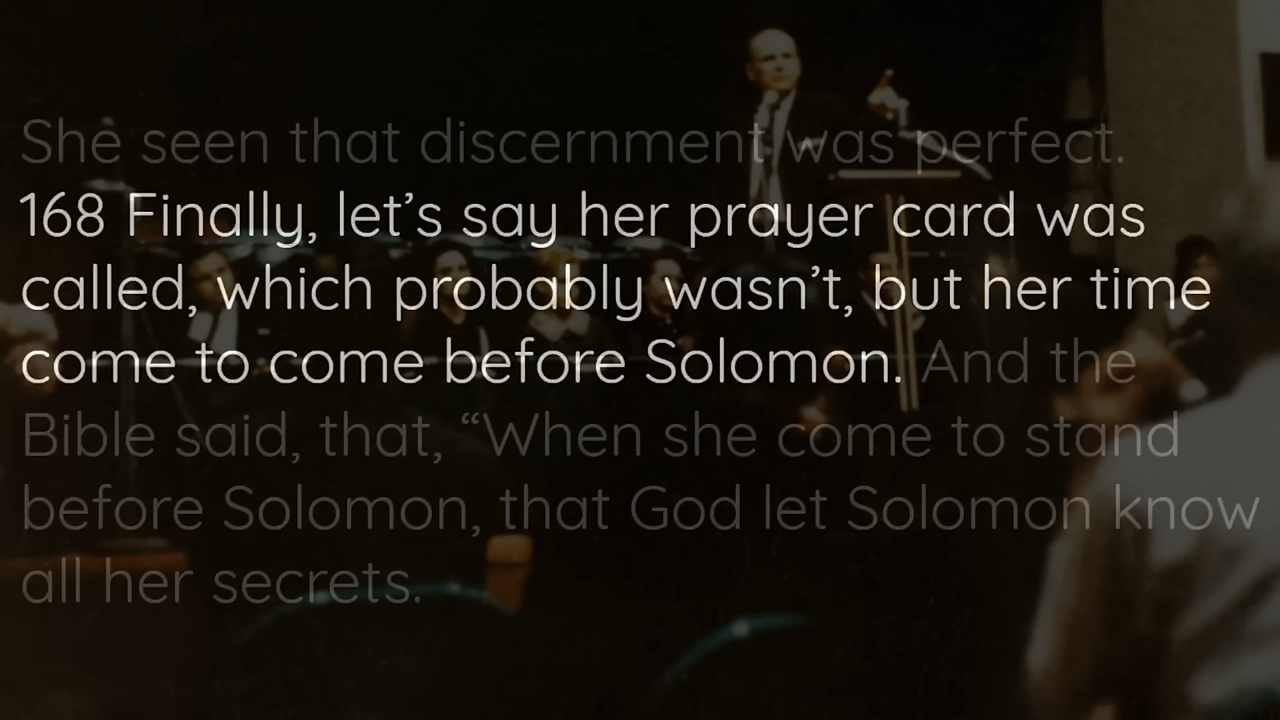 She seen that discernment was perfect.
168 Finally, let’s say her prayer card was
called, which probably wasn’t, but her time
come to come before Solomon. And the
Bible said, that, “When she come to stand
before Solomon, that God let Solomon know
all her secrets.